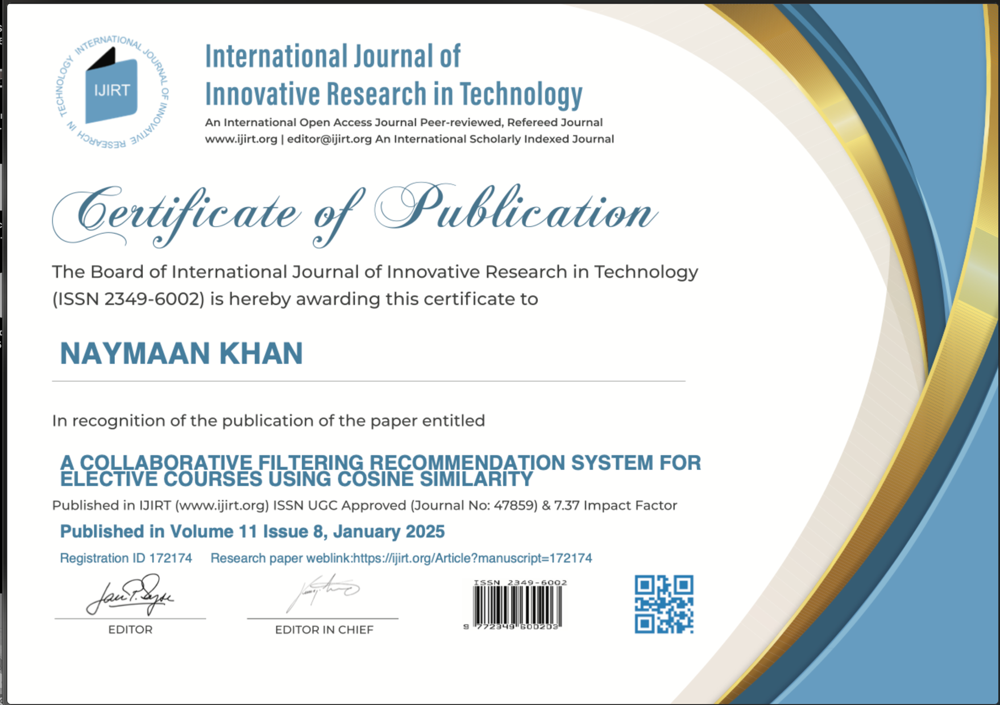 INTERNATIONAL JOURNAL OF INNOVATIVE RESEARCH IN TECHNOLOGY
IJIRT
International Journal of
Innovative Research in Technology
An International Open Access Journal Peer-reviewed, Refereed Journal
www.ijirt.org | editor@ijirt.org An International Scholarly Indexed Journal
Certificate of Publication
The Board of International Journal of Innovative Research in Technology
(ISSN 2349-6002) is hereby awarding this certificate to
NAYMAAN KHAN
In recognition of the publication of the paper entitled
A COLLABORATIVE FILTERING RECOMMENDATION SYSTEM FOR
ELECTIVE COURSES USING COSINE SIMILARITY
Published in IJIRT (www.ijirt.org) ISSN UGC Approved (Journal No: 47859) & 7.37 Impact Factor
Published in Volume 11 Issue 8, January 2025
Registration ID 172174 Research paper weblink:https://ijirt.org/Article?manuscript=172174
EDITOR
EDITOR IN CHIEF
ISSN 2349-6002
9 772349 600203